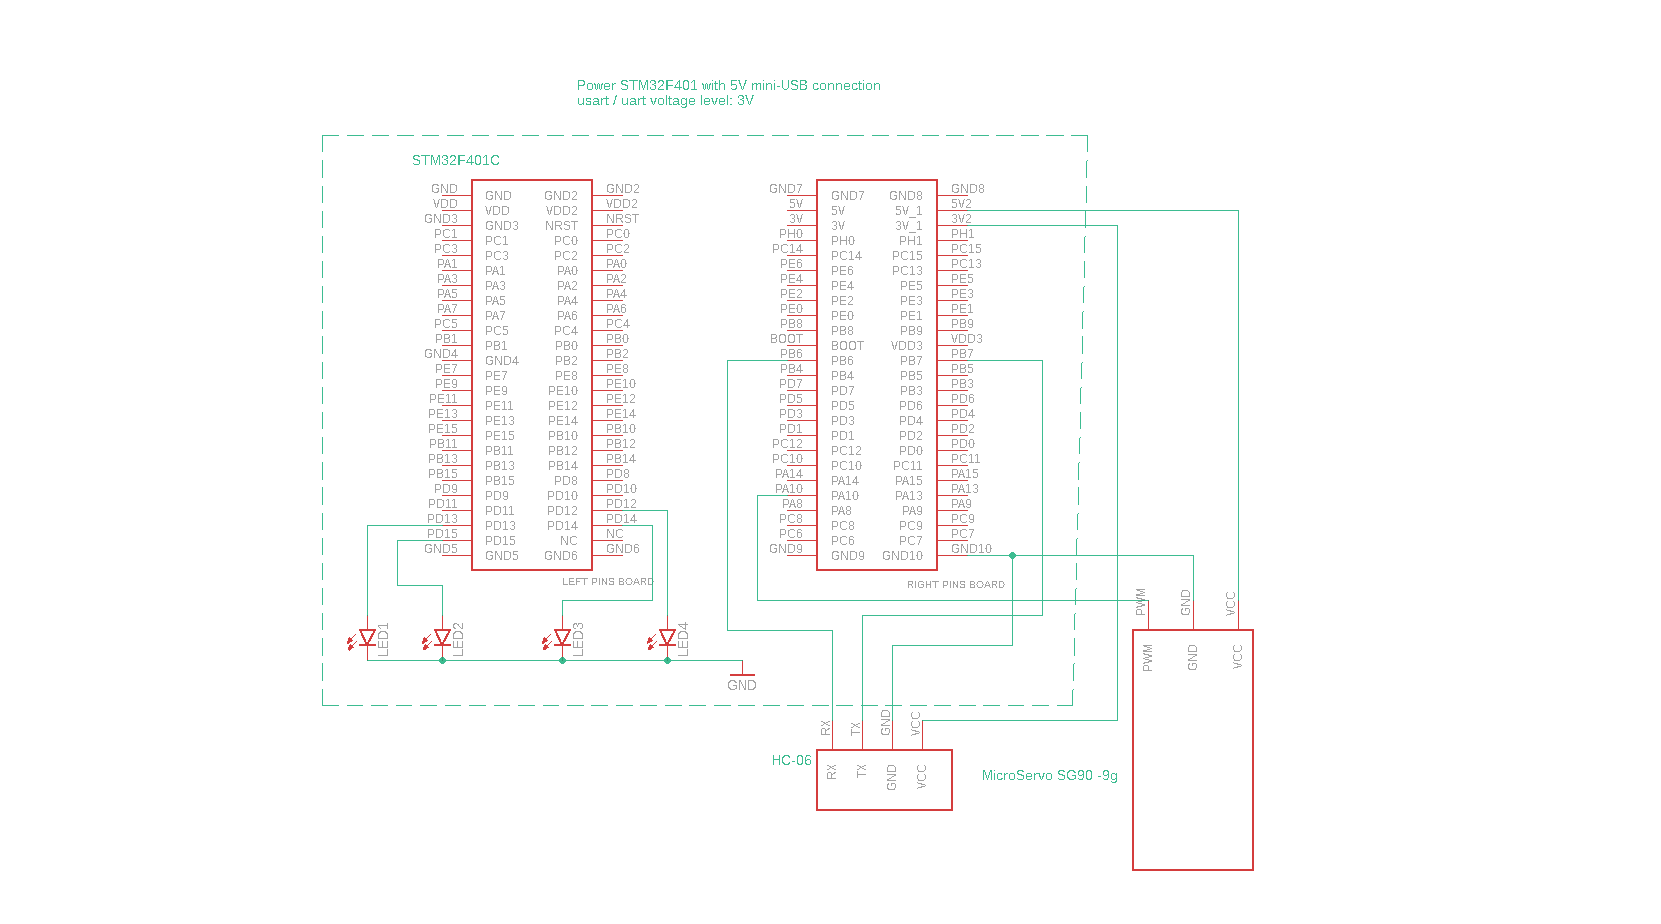 Power STM32F401 with 5V mini-USB connection
usart / uart voltage level: 3V
STM32F401C
GND GND GND2 GND2
VDD VDD VDD2 VDD2
GND3 GND3 NRST NRST
PC1 PC1 PC0 PC0
PC3 PC3 PC2 PC2
PA1 PA1 PA0 PA0
PA3 PA3 PA2 PA2
PA5 PA5 PA4 PA4
PA7 PA7 PA6 PA6
PC5 PC5 PC4 PC4
PB1 PB1 PB0 PB0
GND4 GND4 PB2 PB2
PE7 PE7 PE8 PE8
PE9 PE9 PE10 PE10
PE11 PE11 PE12 PE12
PE13 PE13 PE14 PE14
PE15 PE15 PB10 PB10
PB11 PB11 PB12 PB12
PB13 PB13 PB14 PB14
PB15 PB15 PD8 PD8
PD9 PD9 PD10 PD10
PD11 PD11 PD12 PD12
PD13 PD13 PD14 PD14
PD15 PD15 NC NC
GND5 GND5 GND6 GND6
LEFT PINS BOARD
GND7 GND7 GND8 GND8
5V 5V 5V_1 5V2
3V 3V 3V_1 3V2
PH0 PH0 PH1 PH1
PC14 PC14 PC15 PC15
PE6 PE6 PC13 PC13
PE4 PE4 PE5 PE5
PE2 PE2 PE3 PE3
PE0 PE0 PE1 PE1
PB8 PB8 PB9 PB9
BOOT BOOT VDD3 VDD3
PB6 PB6 PB7 PB7
PB4 PB4 PB5 PB5
PD7 PD7 PB3 PB3
PD5 PD5 PD6 PD6
PD3 PD3 PD4 PD4
PD1 PD1 PD2 PD2
PC12 PC12 PD0 PD0
PC10 PC10 PC11 PC11
PA14 PA14 PA15 PA15
PA10 PA10 PA13 PA13
PA8 PA8 PA9 PA9
PC8 PC8 PC9 PC9
PC6 PC6 PC7 PC7
GND9 GND9 GND10 GND10
RIGHT PINS BOARD
LED1 LED2 LED3 LED4
GND
PWM GND VCC
PWM GND VCC
RX TX GND VCC
HC-06
RX TX GND VCC
MicroServo SG90 -9g